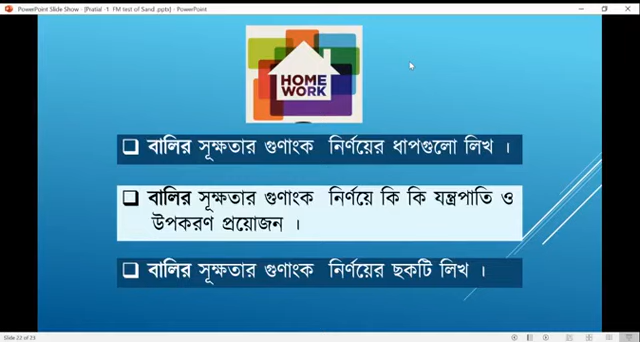 PowerPoint Slide Show - [Pratial -1 FM test of Sand .pptx] - PowerPoint
HOME
WORK
বালির সূক্ষতার গুণাংক নির্ণয়ের ধাপগুলো লিখ ।
বালির সূক্ষতার গুণাংক নির্ণয়ে কি কি যন্ত্রপাতি ও
উপকরণ প্রয়োজন ।
বালির সূক্ষতার গুণাংক নির্ণয়ের ছকটি লিখ ।
Slide 22 of 23